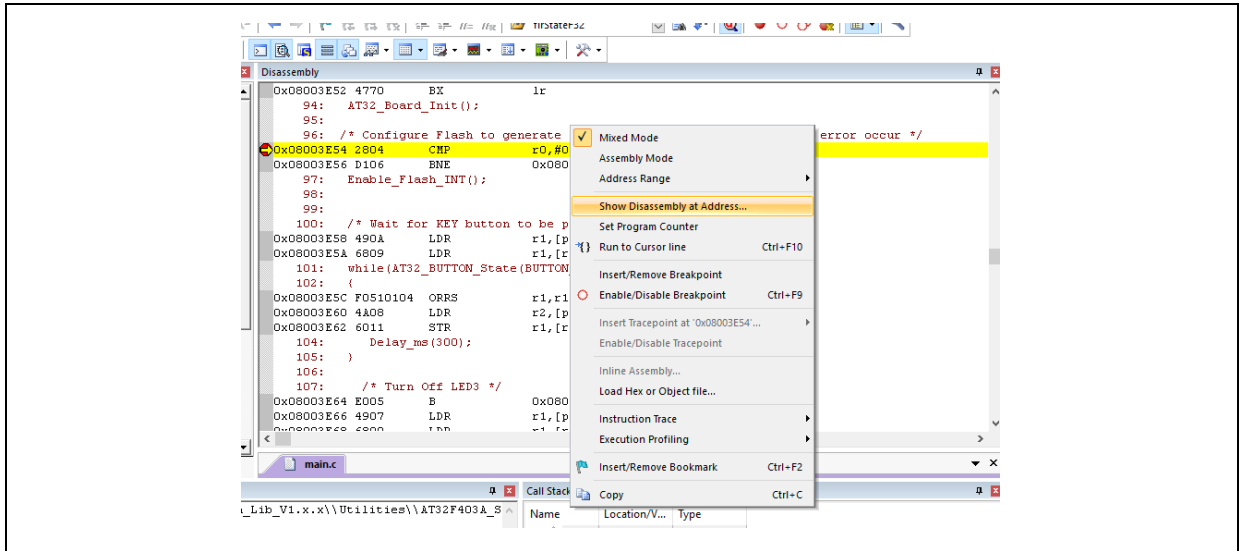 firStateF32
Disassembly
0x08003E52 4770 BX lr
94: AT32_Board_Init();
95:
96: /* Configure Flash to generate error occur */
0x08003E54 2804 CMP r0,#0
0x08003E56 D106 BNE 0x080
97: Enable_Flash_INT();
98:
99:
100: /* Wait for KEY button to be p
0x08003E58 490A LDR r1,[p
0x08003E5A 6809 LDR r1,[r
101: while(AT32_BUTTON_State(BUTTON
102: {
0x08003E5C F0510104 ORRS r1,r1
0x08003E60 4A08 LDR r2,[p
0x08003E62 6011 STR r1,[r
104: Delay_ms(300);
105: }
106:
107: /* Turn Off LED3 */
0x08003E64 E005 B 0x080
0x08003E66 4907 LDR r1,[p
Mixed Mode
Assembly Mode
Address Range
Show Disassembly at Address...
Set Program Counter
Run to Cursor line Ctrl+F10
Insert/Remove Breakpoint
Enable/Disable Breakpoint Ctrl+F9
Insert Tracepoint at '0x08003E54'...
Enable/Disable Tracepoint
Inline Assembly...
Load Hex or Object file...
Instruction Trace
Execution Profiling
Insert/Remove Bookmark Ctrl+F2
Copy Ctrl+C
main.c
Call Stack
_Lib_V1.x.x\\Utilities\\AT32F403A_S
Name Location/V... Type